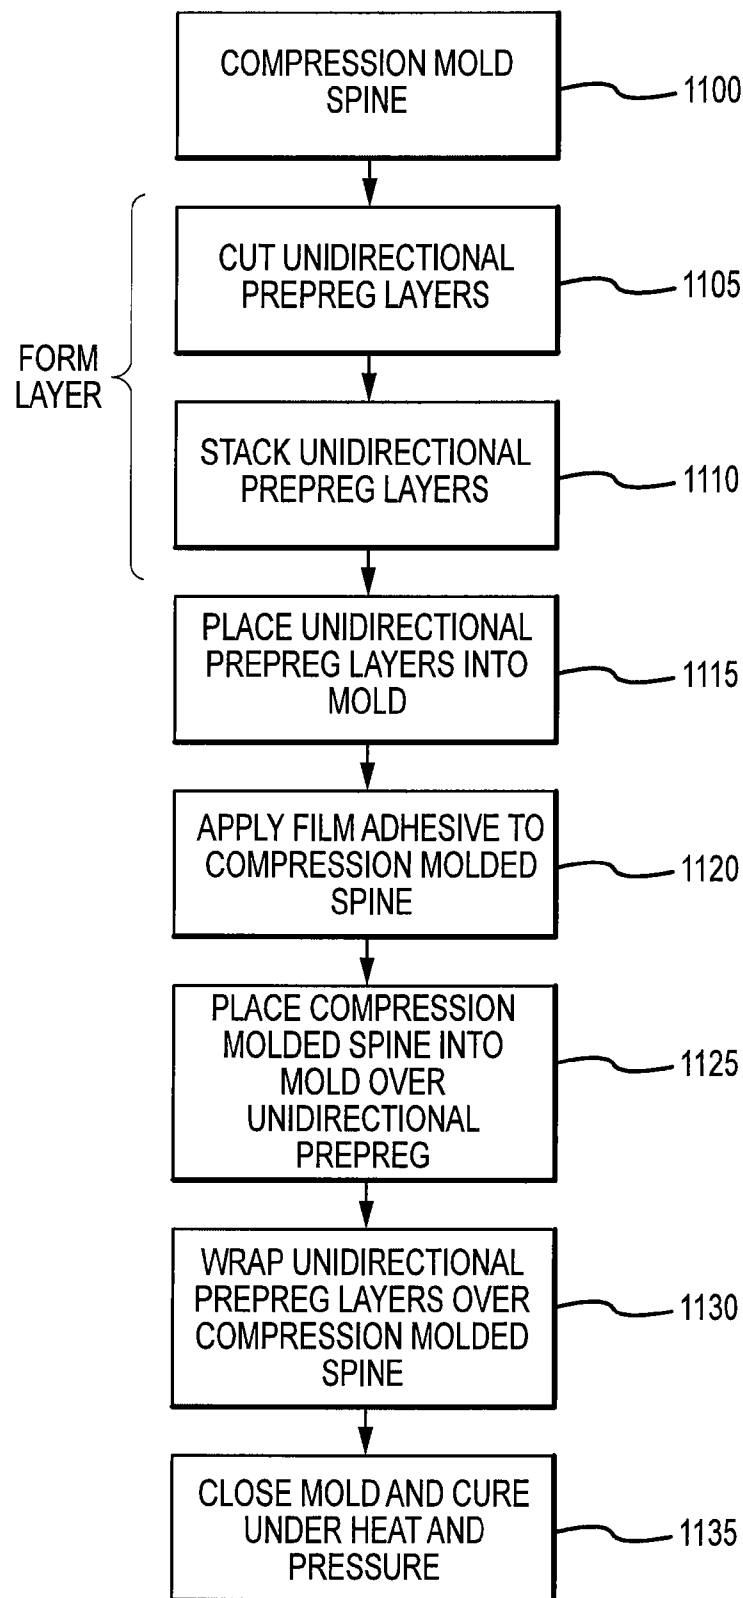 COMPRESSION MOLD
SPINE
1100
CUT UNIDIRECTIONAL
PREPREG LAYERS
1105
FORM
LAYER
STACK UNIDIRECTIONAL
PREPREG LAYERS
1110
PLACE UNIDIRECTIONAL
PREPREG LAYERS INTO
MOLD
1115
APPLY FILM ADHESIVE TO
COMPRESSION MOLDED
SPINE
1120
PLACE COMPRESSION
MOLDED SPINE INTO
MOLD OVER
UNIDIRECTIONAL
PREPREG
1125
WRAP UNIDIRECTIONAL
PREPREG LAYERS OVER
COMPRESSION MOLDED
SPINE
1130
CLOSE MOLD AND CURE
UNDER HEAT AND
PRESSURE
1135